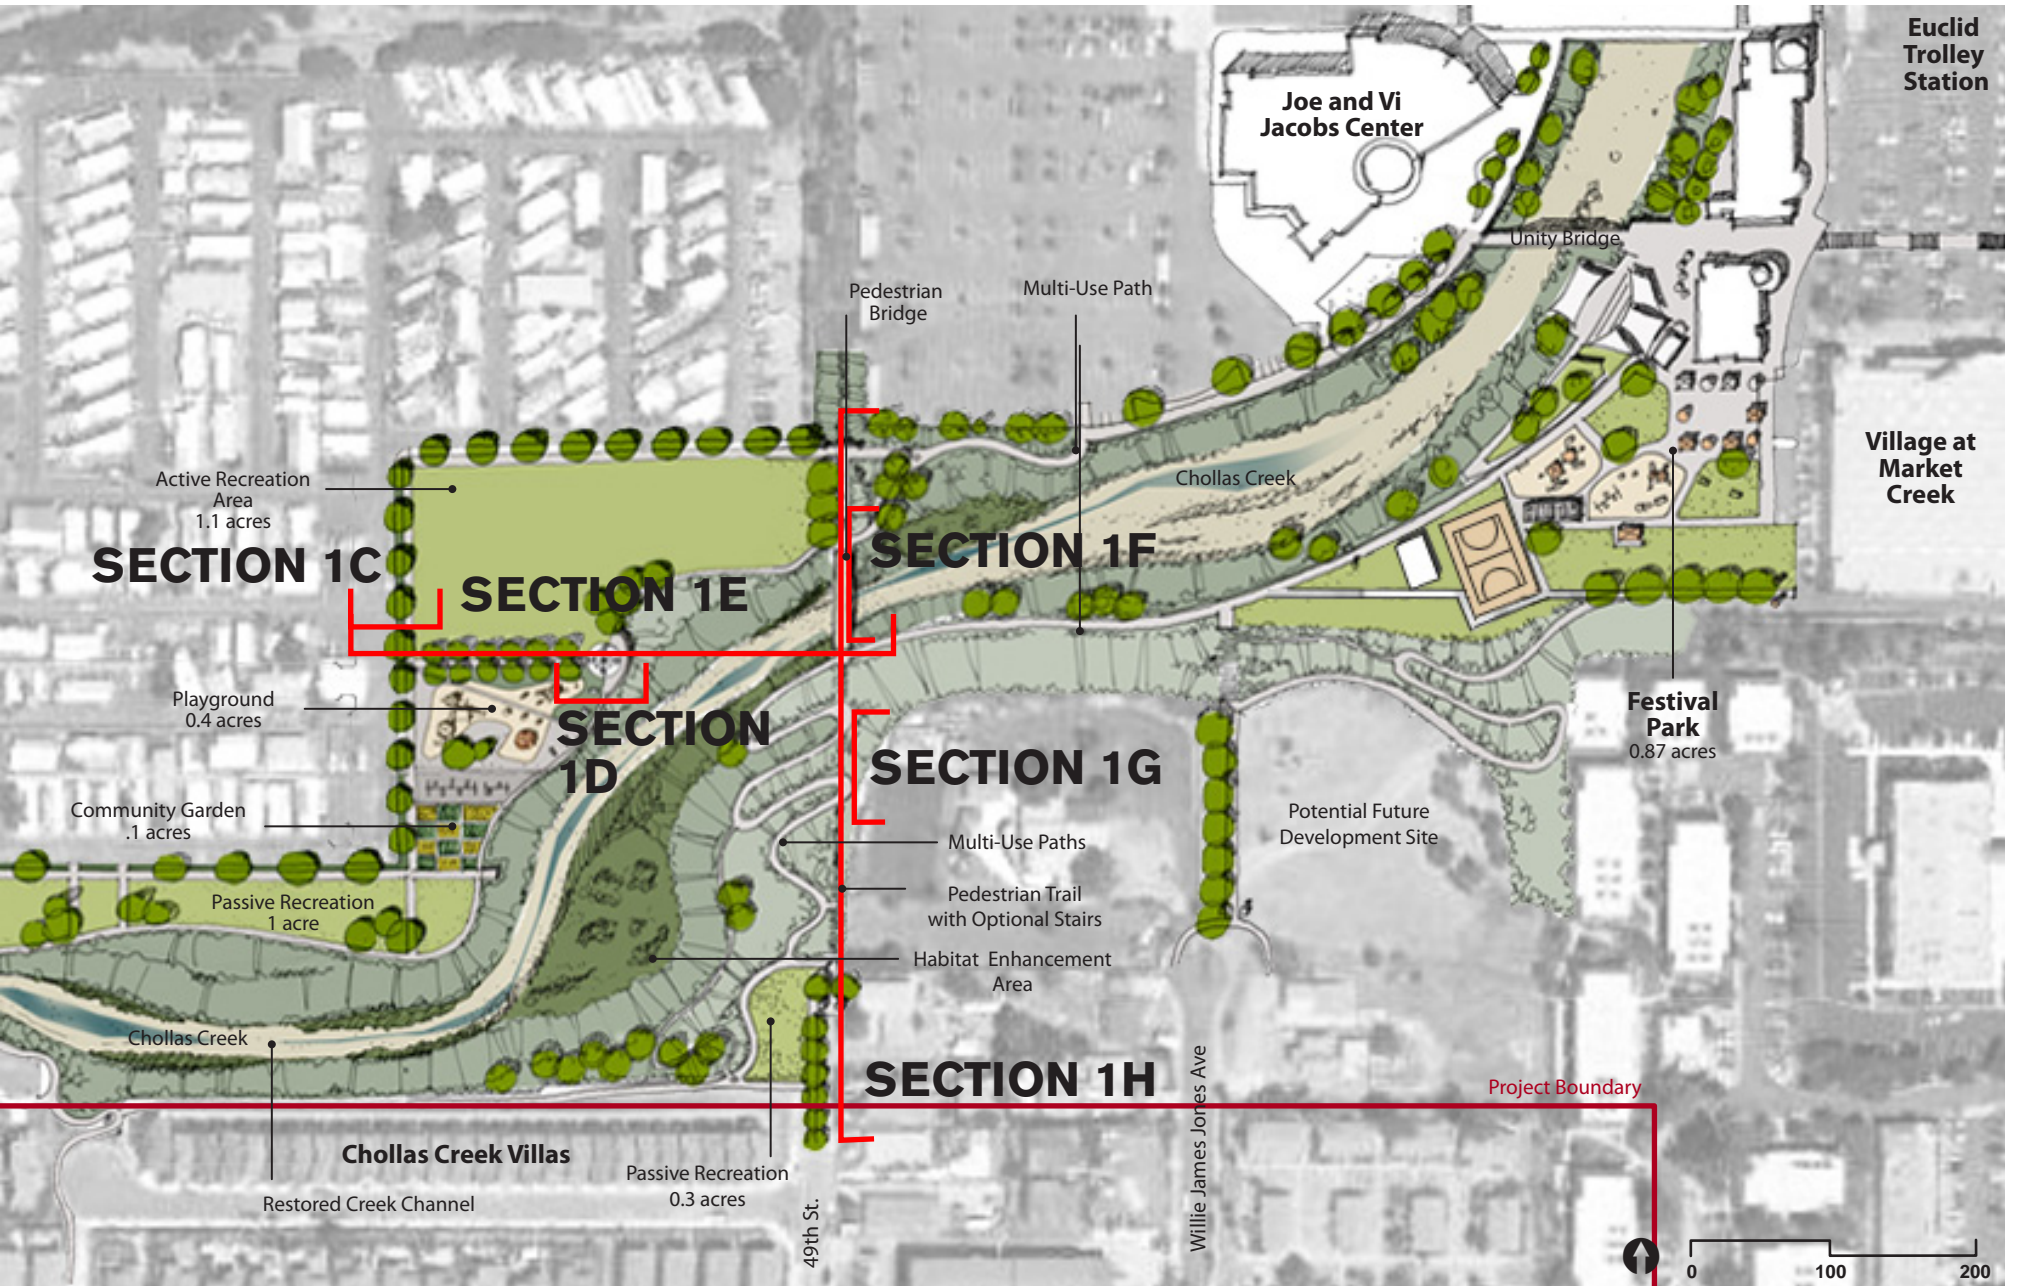 Euclid
Trolley
Station
Joe and Vi
Jacobs Center
Unity Bridge
Pedestrian
Bridge
Multi-Use Path
Chollas Creek
Village at
Market
Creek
Active Recreation
Area
1.1 acres
SECTION 1C
SECTION 1E
SECTION 1F
Playground
0.4 acres
SECTION
1D
Festival
Park
0.87 acres
SECTION 1G
Community Garden
.1 acres
Potential Future
Development Site
Multi-Use Paths
Passive Recreation
1 acre
Pedestrian Trail
with Optional Stairs
Habitat Enhancement
Area
Chollas Creek
SECTION 1H
Project Boundary
Chollas Creek Villas
Passive Recreation
0.3 acres
Restored Creek Channel
49th St.
Willie James Jones Ave
0 100 200